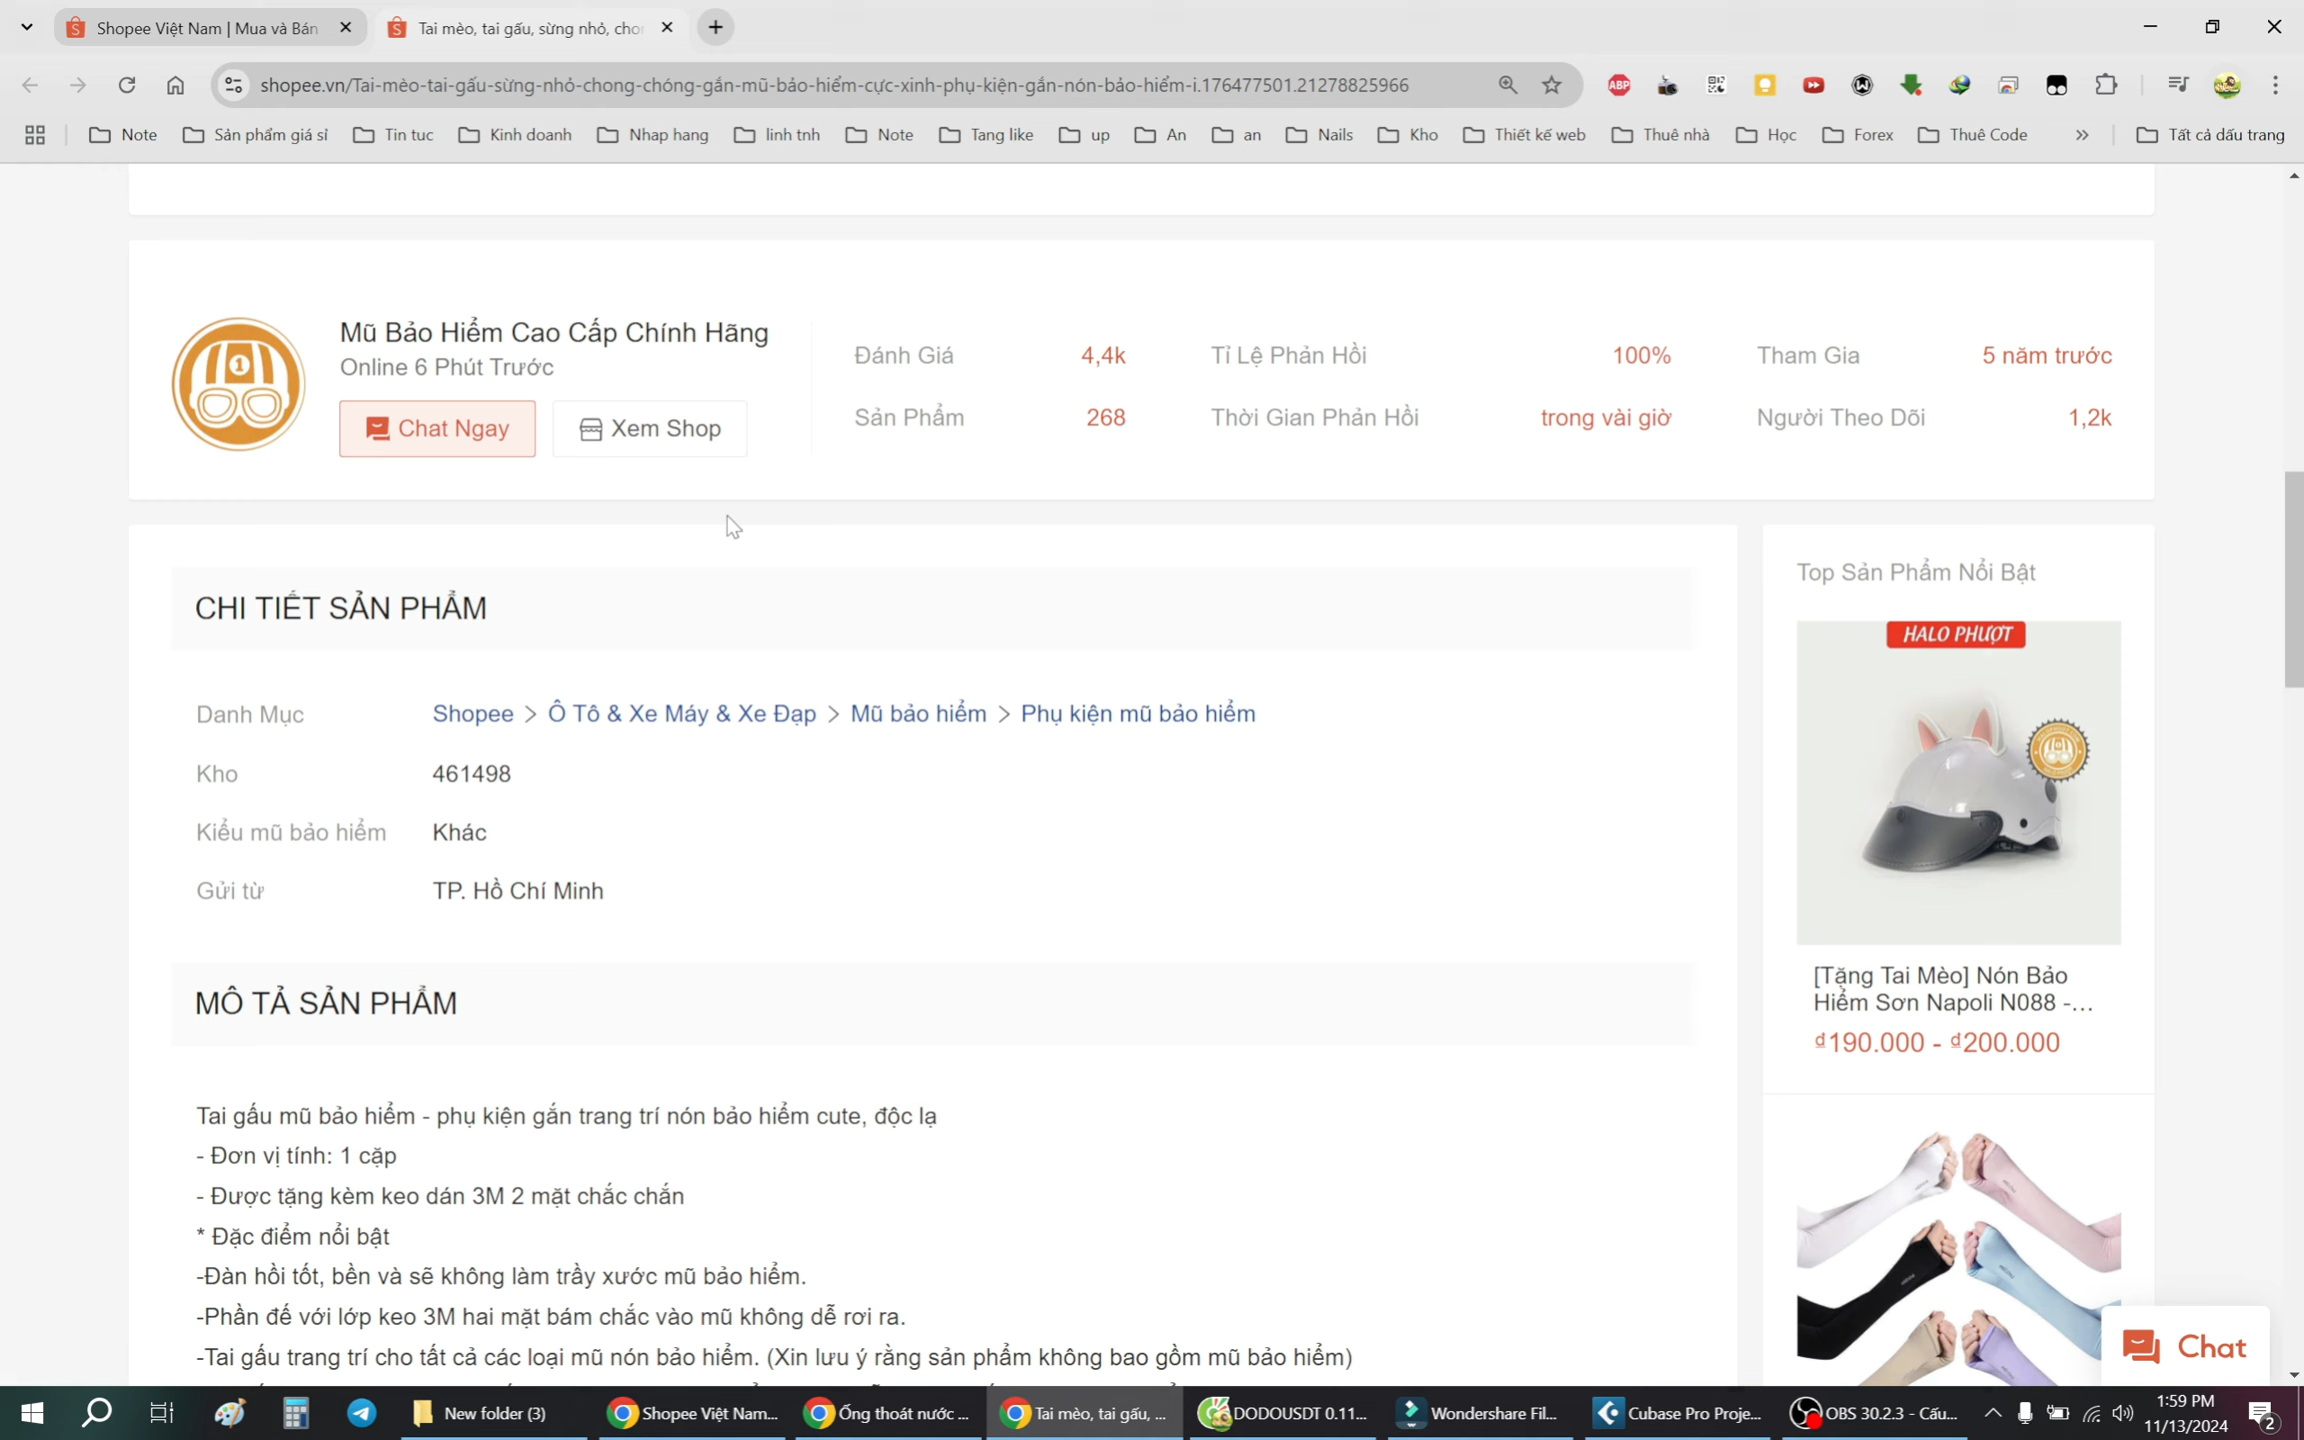 Shopee Việt Nam | Mua và Bán
Tai mèo, tai gấu, sừng nhỏ, chon
shopee.vn/Tai-mèo-tai-gấu-sừng-nhỏ-chong-chóng-gắn-mũ-bảo-hiểm-cực-xinh-phụ-kiện-gắn-nón-bảo-hiểm-i.176477501.21278825966
ABP
Note
Sản phẩm giá sỉ
Tin tuc
Kinh doanh
Nhap hang
linh tnh
Note
Tang like
up
An
an
Nails
Kho
Thiết kế web
Thuê nhà
Học
Forex
Thuê Code
Tất cả dấu trang
1
Mũ Bảo Hiểm Cao Cấp Chính Hãng
Online 6 Phút Trước
Chat Ngay
Xem Shop
Đánh Giá 4,4k
Tỉ Lệ Phản Hồi 100%
Tham Gia 5 năm trước
Sản Phẩm 268
Thời Gian Phản Hồi trong vài giờ
Người Theo Dõi 1,2k
CHI TIẾT SẢN PHẨM
Danh Mục Shopee > Ô Tô & Xe Máy & Xe Đạp > Mũ bảo hiểm > Phụ kiện mũ bảo hiểm
Kho 461498
Kiểu mũ bảo hiểm Khác
Gửi từ TP. Hồ Chí Minh
MÔ TẢ SẢN PHẨM
Tai gấu mũ bảo hiểm - phụ kiện gắn trang trí nón bảo hiểm cute, độc lạ
- Đơn vị tính: 1 cặp
- Được tặng kèm keo dán 3M 2 mặt chắc chắn
* Đặc điểm nổi bật
-Đàn hồi tốt, bền và sẽ không làm trầy xước mũ bảo hiểm.
-Phần đế với lớp keo 3M hai mặt bám chắc vào mũ không dễ rơi ra.
-Tai gấu trang trí cho tất cả các loại mũ nón bảo hiểm. (Xin lưu ý rằng sản phẩm không bao gồm mũ bảo hiểm)
Top Sản Phẩm Nổi Bật
HALO PHƯỢT
[Tặng Tai Mèo] Nón Bảo
Hiểm Sơn Napoli N088 -...
₫190.000 - ₫200.000
Chat
New folder (3)
Shopee Việt Nam...
Ống thoát nước ...
Tai mèo, tai gấu, ...
DODOUSDT 0.11...
Wondershare Fil...
Cubase Pro Proje...
OBS 30.2.3 - Cấu...
1:59 PM
11/13/2024
2